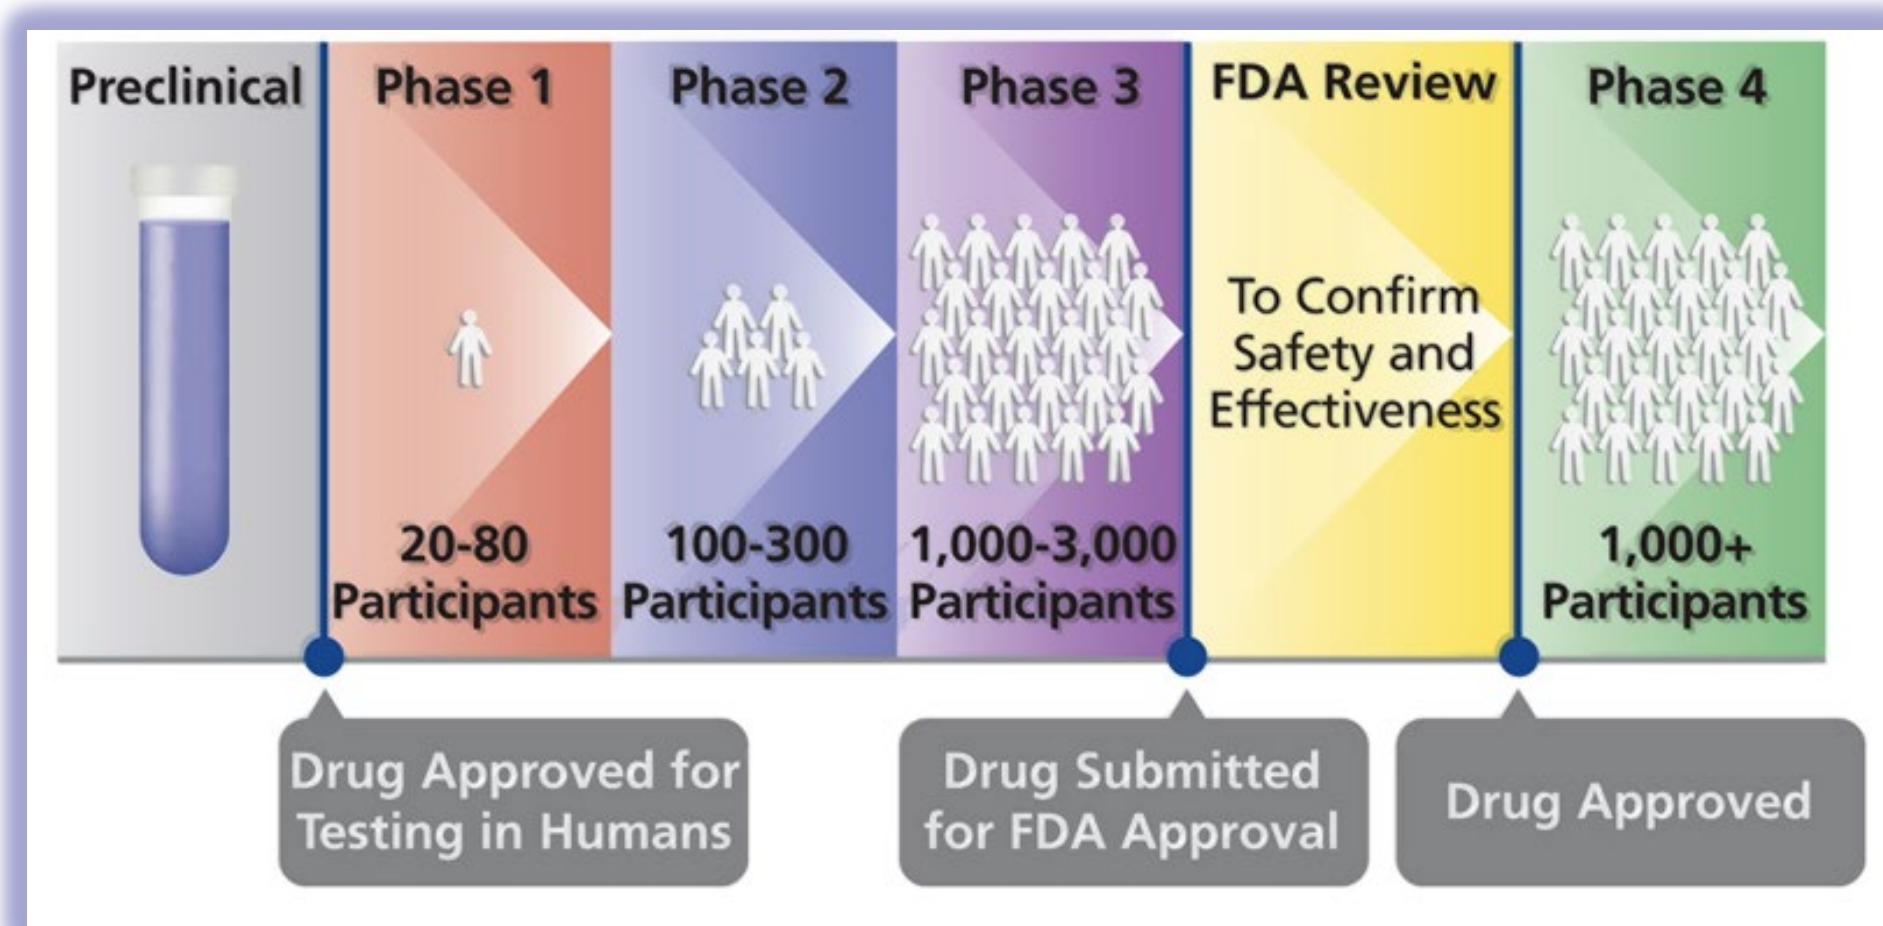 Preclinical
Phase 1
Phase 2
Phase 3
FDA Review
Phase 4
To Confirm
Safety and
Effectiveness
20-80
Participants
100-300
Participants
1,000-3,000
Participants
1,000+
Participants
Drug Approved for
Testing in Humans
Drug Submitted
for FDA Approval
Drug Approved